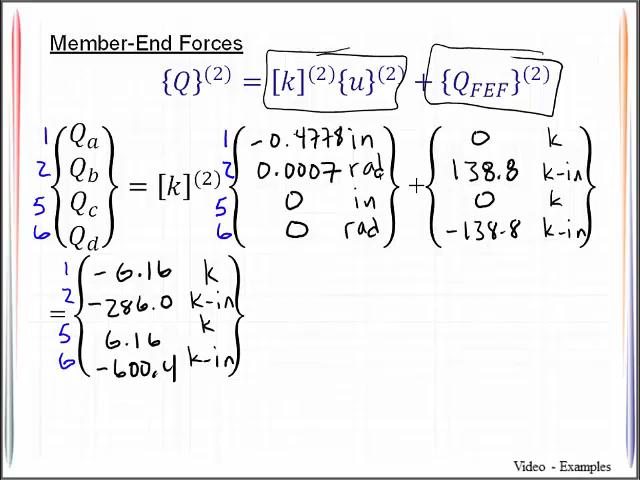 Member-End Forces
{Q}⁽²⁾ = [k]⁽²⁾{u}⁽²⁾ + {Q_FEF}⁽²⁾
1 Q_a 1 -0.4778 in 0 k
2 Q_b 2 0.0007 rad 138.8 k-in
= [k]⁽²⁾ +
5 Q_c 5 0 in 0 k
6 Q_d 6 0 rad -138.8 k-in
1 -6.16 k
2 -286.0 k-in
=
5 6.16 k
6 -600.4 k-in
Video - Examples